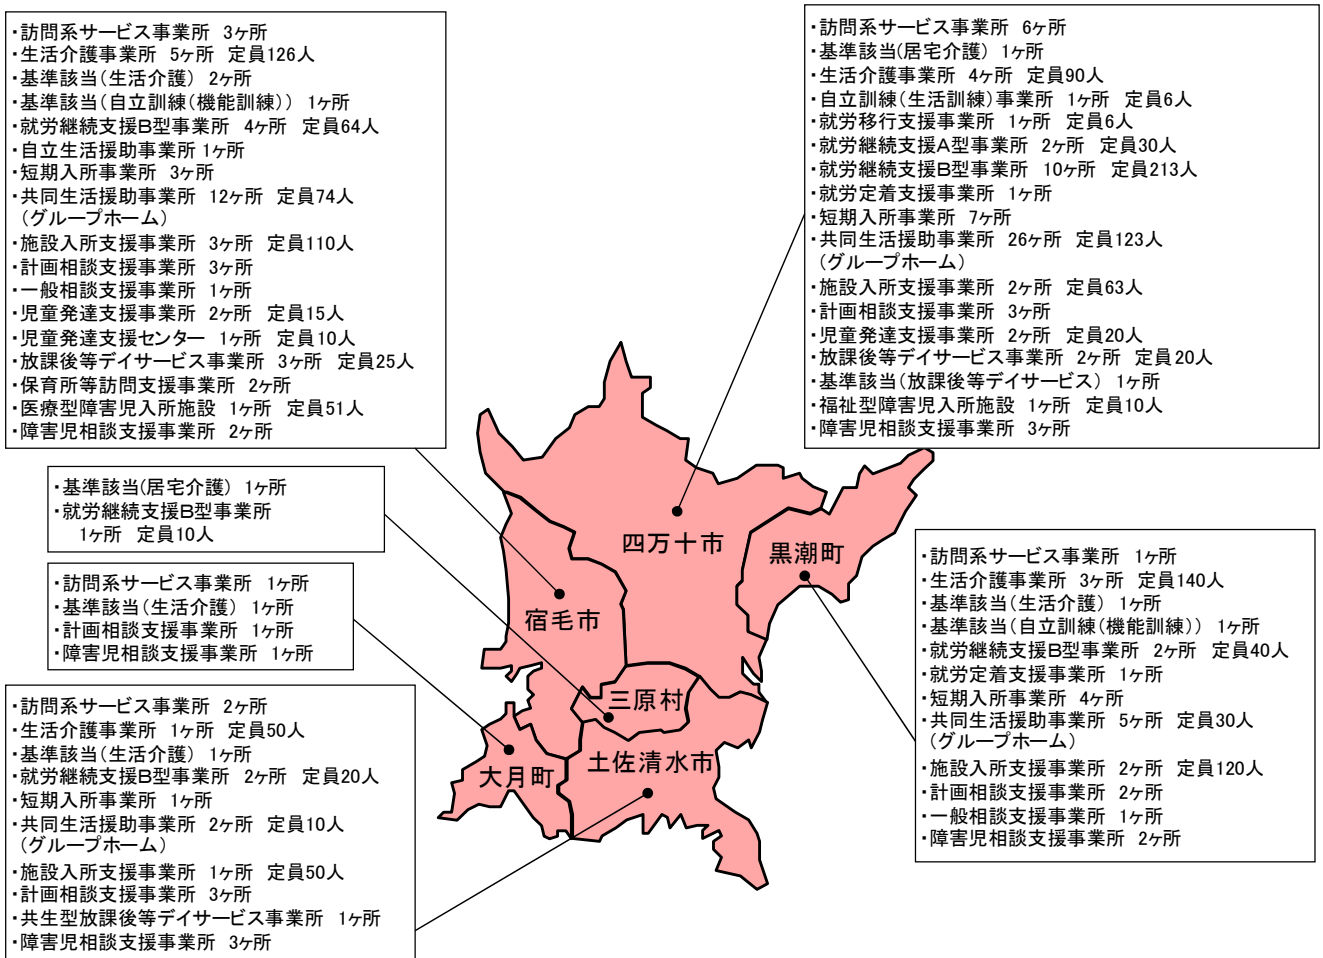 ・訪問系サービス事業所 3ヶ所
・生活介護事業所 5ヶ所 定員126人
・基準該当(生活介護) 2ヶ所
・基準該当(自立訓練(機能訓練)) 1ヶ所
・就労継続支援B型事業所 4ヶ所 定員64人
・自立生活援助事業所 1ヶ所
・短期入所事業所 3ヶ所
・共同生活援助事業所 12ヶ所 定員74人
(グループホーム)
・施設入所支援事業所 3ヶ所 定員110人
・計画相談支援事業所 3ヶ所
・一般相談支援事業所 1ヶ所
・児童発達支援事業所 2ヶ所 定員15人
・児童発達支援センター 1ヶ所 定員10人
・放課後等デイサービス事業所 3ヶ所 定員25人
・保育所等訪問支援事業所 2ヶ所
・医療型障害児入所施設 1ヶ所 定員51人
・障害児相談支援事業所 2ヶ所
・訪問系サービス事業所 6ヶ所
・基準該当(居宅介護) 1ヶ所
・生活介護事業所 4ヶ所 定員90人
・自立訓練(生活訓練)事業所 1ヶ所 定員6人
・就労移行支援事業所 1ヶ所 定員6人
・就労継続支援A型事業所 2ヶ所 定員30人
・就労継続支援B型事業所 10ヶ所 定員213人
・就労定着支援事業所 1ヶ所
・短期入所事業所 7ヶ所
・共同生活援助事業所 26ヶ所 定員123人
(グループホーム)
・施設入所支援事業所 2ヶ所 定員63人
・計画相談支援事業所 3ヶ所
・児童発達支援事業所 2ヶ所 定員20人
・放課後等デイサービス事業所 2ヶ所 定員20人
・基準該当(放課後等デイサービス) 1ヶ所
・福祉型障害児入所施設 1ヶ所 定員10人
・障害児相談支援事業所 3ヶ所
・基準該当(居宅介護) 1ヶ所
・就労継続支援B型事業所
1ヶ所 定員10人
・訪問系サービス事業所 1ヶ所
・基準該当(生活介護) 1ヶ所
・計画相談支援事業所 1ヶ所
・障害児相談支援事業所 1ヶ所
・訪問系サービス事業所 2ヶ所
・生活介護事業所 1ヶ所 定員50人
・基準該当(生活介護) 1ヶ所
・就労継続支援B型事業所 2ヶ所 定員20人
・短期入所事業所 1ヶ所
・共同生活援助事業所 2ヶ所 定員10人
(グループホーム)
・施設入所支援事業所 1ヶ所 定員50人
・計画相談支援事業所 3ヶ所
・共生型放課後等デイサービス事業所 1ヶ所
・障害児相談支援事業所 3ヶ所
四万十市
黒潮町
宿毛市
三原村
土佐清水市
大月町
・訪問系サービス事業所 1ヶ所
・生活介護事業所 3ヶ所 定員140人
・基準該当(生活介護) 1ヶ所
・基準該当(自立訓練(機能訓練)) 1ヶ所
・就労継続支援B型事業所 2ヶ所 定員40人
・就労定着支援事業所 1ヶ所
・短期入所事業所 4ヶ所
・共同生活援助事業所 5ヶ所 定員30人
(グループホーム)
・施設入所支援事業所 2ヶ所 定員120人
・計画相談支援事業所 2ヶ所
・一般相談支援事業所 1ヶ所
・障害児相談支援事業所 2ヶ所